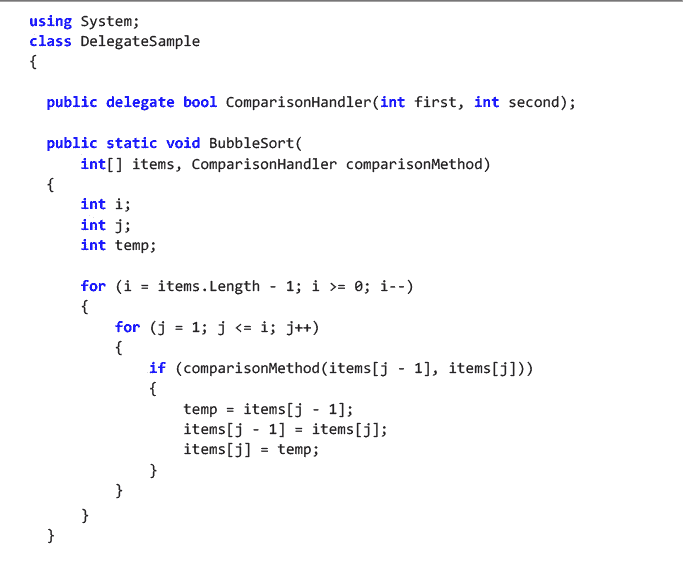 using System;
class DelegateSample
{
public delegate bool ComparisonHandler(int first, int second);
public static void BubbleSort(
int[] items, ComparisonHandler comparisonMethod)
{
int i;
int j;
int temp;
for (i = items.Length - 1; i >= 0; i--)
{
for (j = 1; j <= i; j++)
{
if (comparisonMethod(items[j - 1], items[j]))
{
temp = items[j - 1];
items[j - 1] = items[j];
items[j] = temp;
}
}
}
}